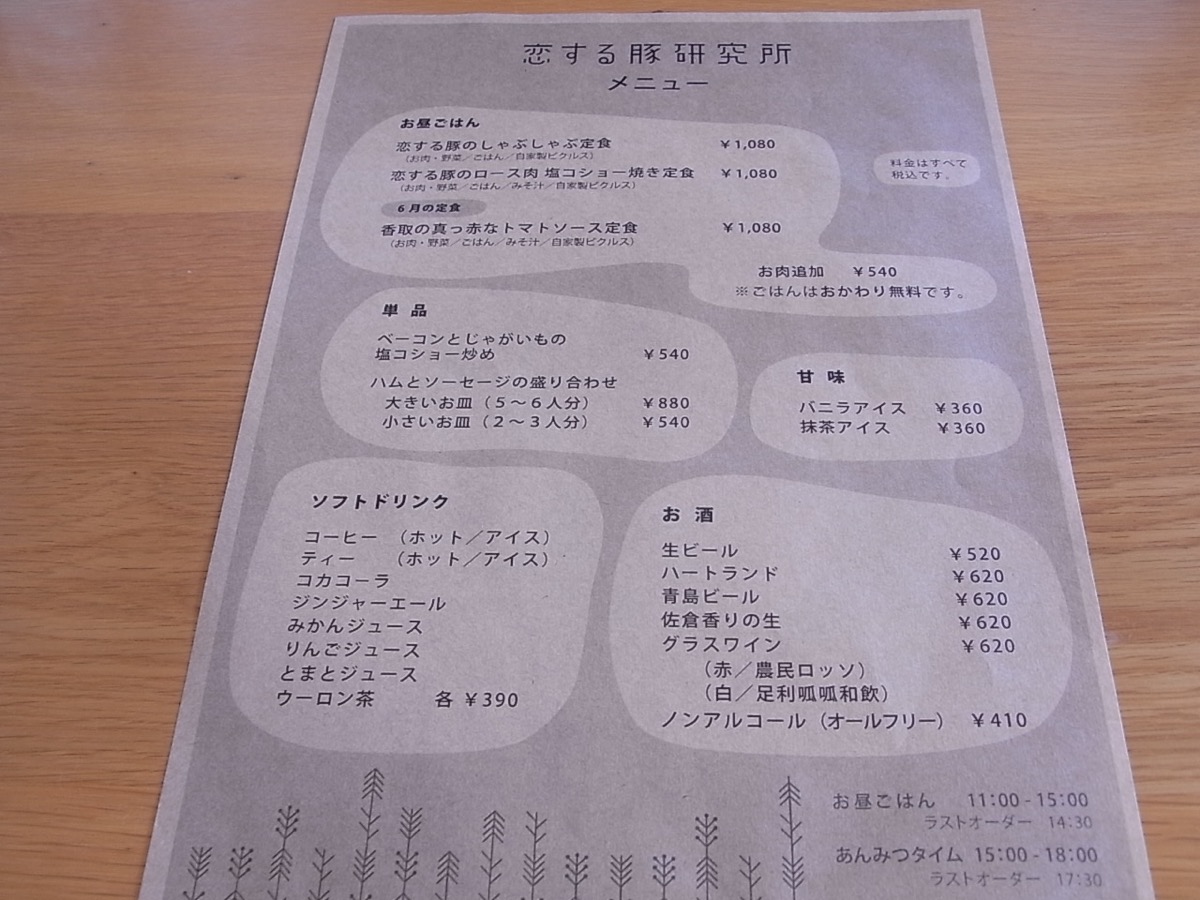 恋する豚研究所
メニュー
お昼ごはん
恋する豚のしゃぶしゃぶ定食 ￥1,080
（お肉・野菜／ごはん／自家製ピクルス）
恋する豚のロース肉 塩コショー焼き定食 ￥1,080
（お肉・野菜／ごはん／みそ汁／自家製ピクルス）
6月の定食
香取の真っ赤なトマトソース定食 ￥1,080
（お肉・野菜／ごはん／みそ汁／自家製ピクルス）
料金はすべて
税込です。
お肉追加 ￥540
※ごはんはおかわり無料です。
単品
ベーコンとじゃがいもの
塩コショー炒め ￥540
ハムとソーセージの盛り合わせ
大きいお皿（５〜６人分） ￥880
小さいお皿（２〜３人分） ￥540
甘味
バニラアイス ￥360
抹茶アイス ￥360
ソフトドリンク
コーヒー （ホット／アイス）
ティー （ホット／アイス）
コカコーラ
ジンジャーエール
みかんジュース
りんごジュース
とまとジュース
ウーロン茶 各 ￥390
お酒
生ビール ￥520
ハートランド ￥620
青島ビール ￥620
佐倉香りの生 ￥620
グラスワイン ￥620
（赤／農民ロッソ）
（白／足利呱呱和飲）
ノンアルコール（オールフリー） ￥410
お昼ごはん 11:00-15:00
ラストオーダー 14:30
あんみつタイム 15:00-18:00
ラストオーダー 17:30